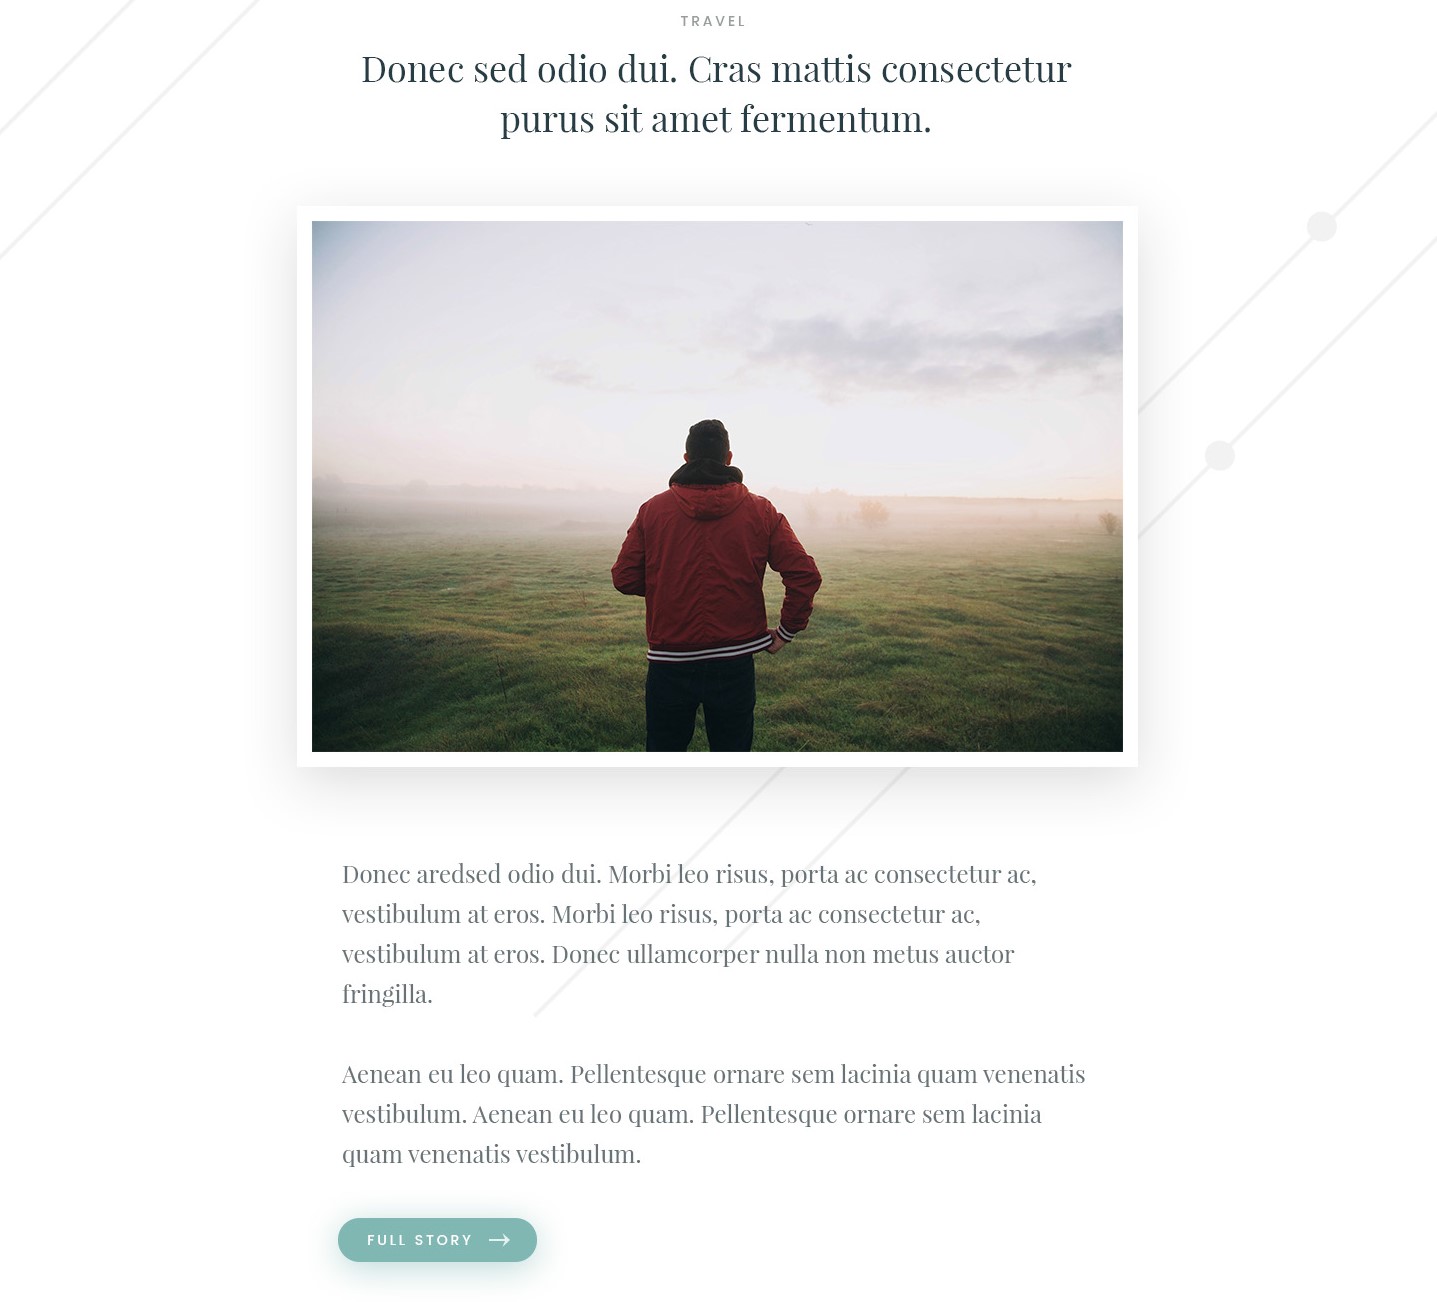 TRAVEL
Donec sed odio dui. Cras mattis consectetur
purus sit amet fermentum.
Donec aredsed odio dui. Morbi leo risus, porta ac consectetur ac,
vestibulum at eros. Morbi leo risus, porta ac consectetur ac,
vestibulum at eros. Donec ullamcorper nulla non metus auctor
fringilla.
Aenean eu leo quam. Pellentesque ornare sem lacinia quam venenatis
vestibulum. Aenean eu leo quam. Pellentesque ornare sem lacinia
quam venenatis vestibulum.
FULL STORY